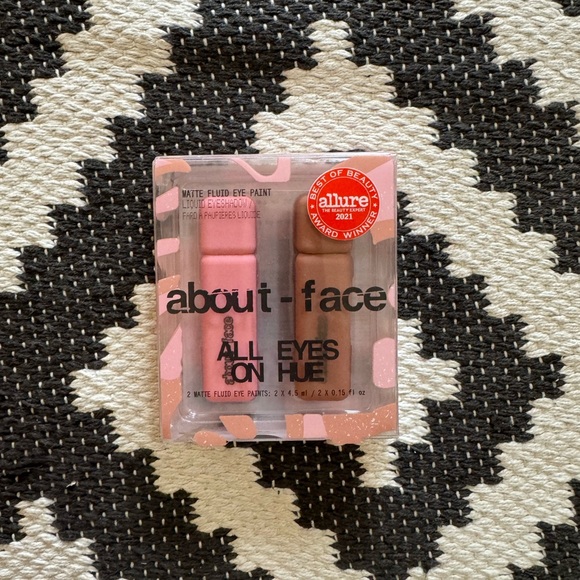 MATTE FLUID EYE PAINT
LIQUID EYESHADOW /
FARD À PAUPIÈRES LIQUIDE
BEST OF BEAUTY
allure
THE BEAUTY EXPERT
2021
AWARD WINNER
about-face
ALL EYES
ON HUE
2 MATTE FLUID EYE PAINTS: 2 X 4.5 ml / 2 X 0.15 fl oz